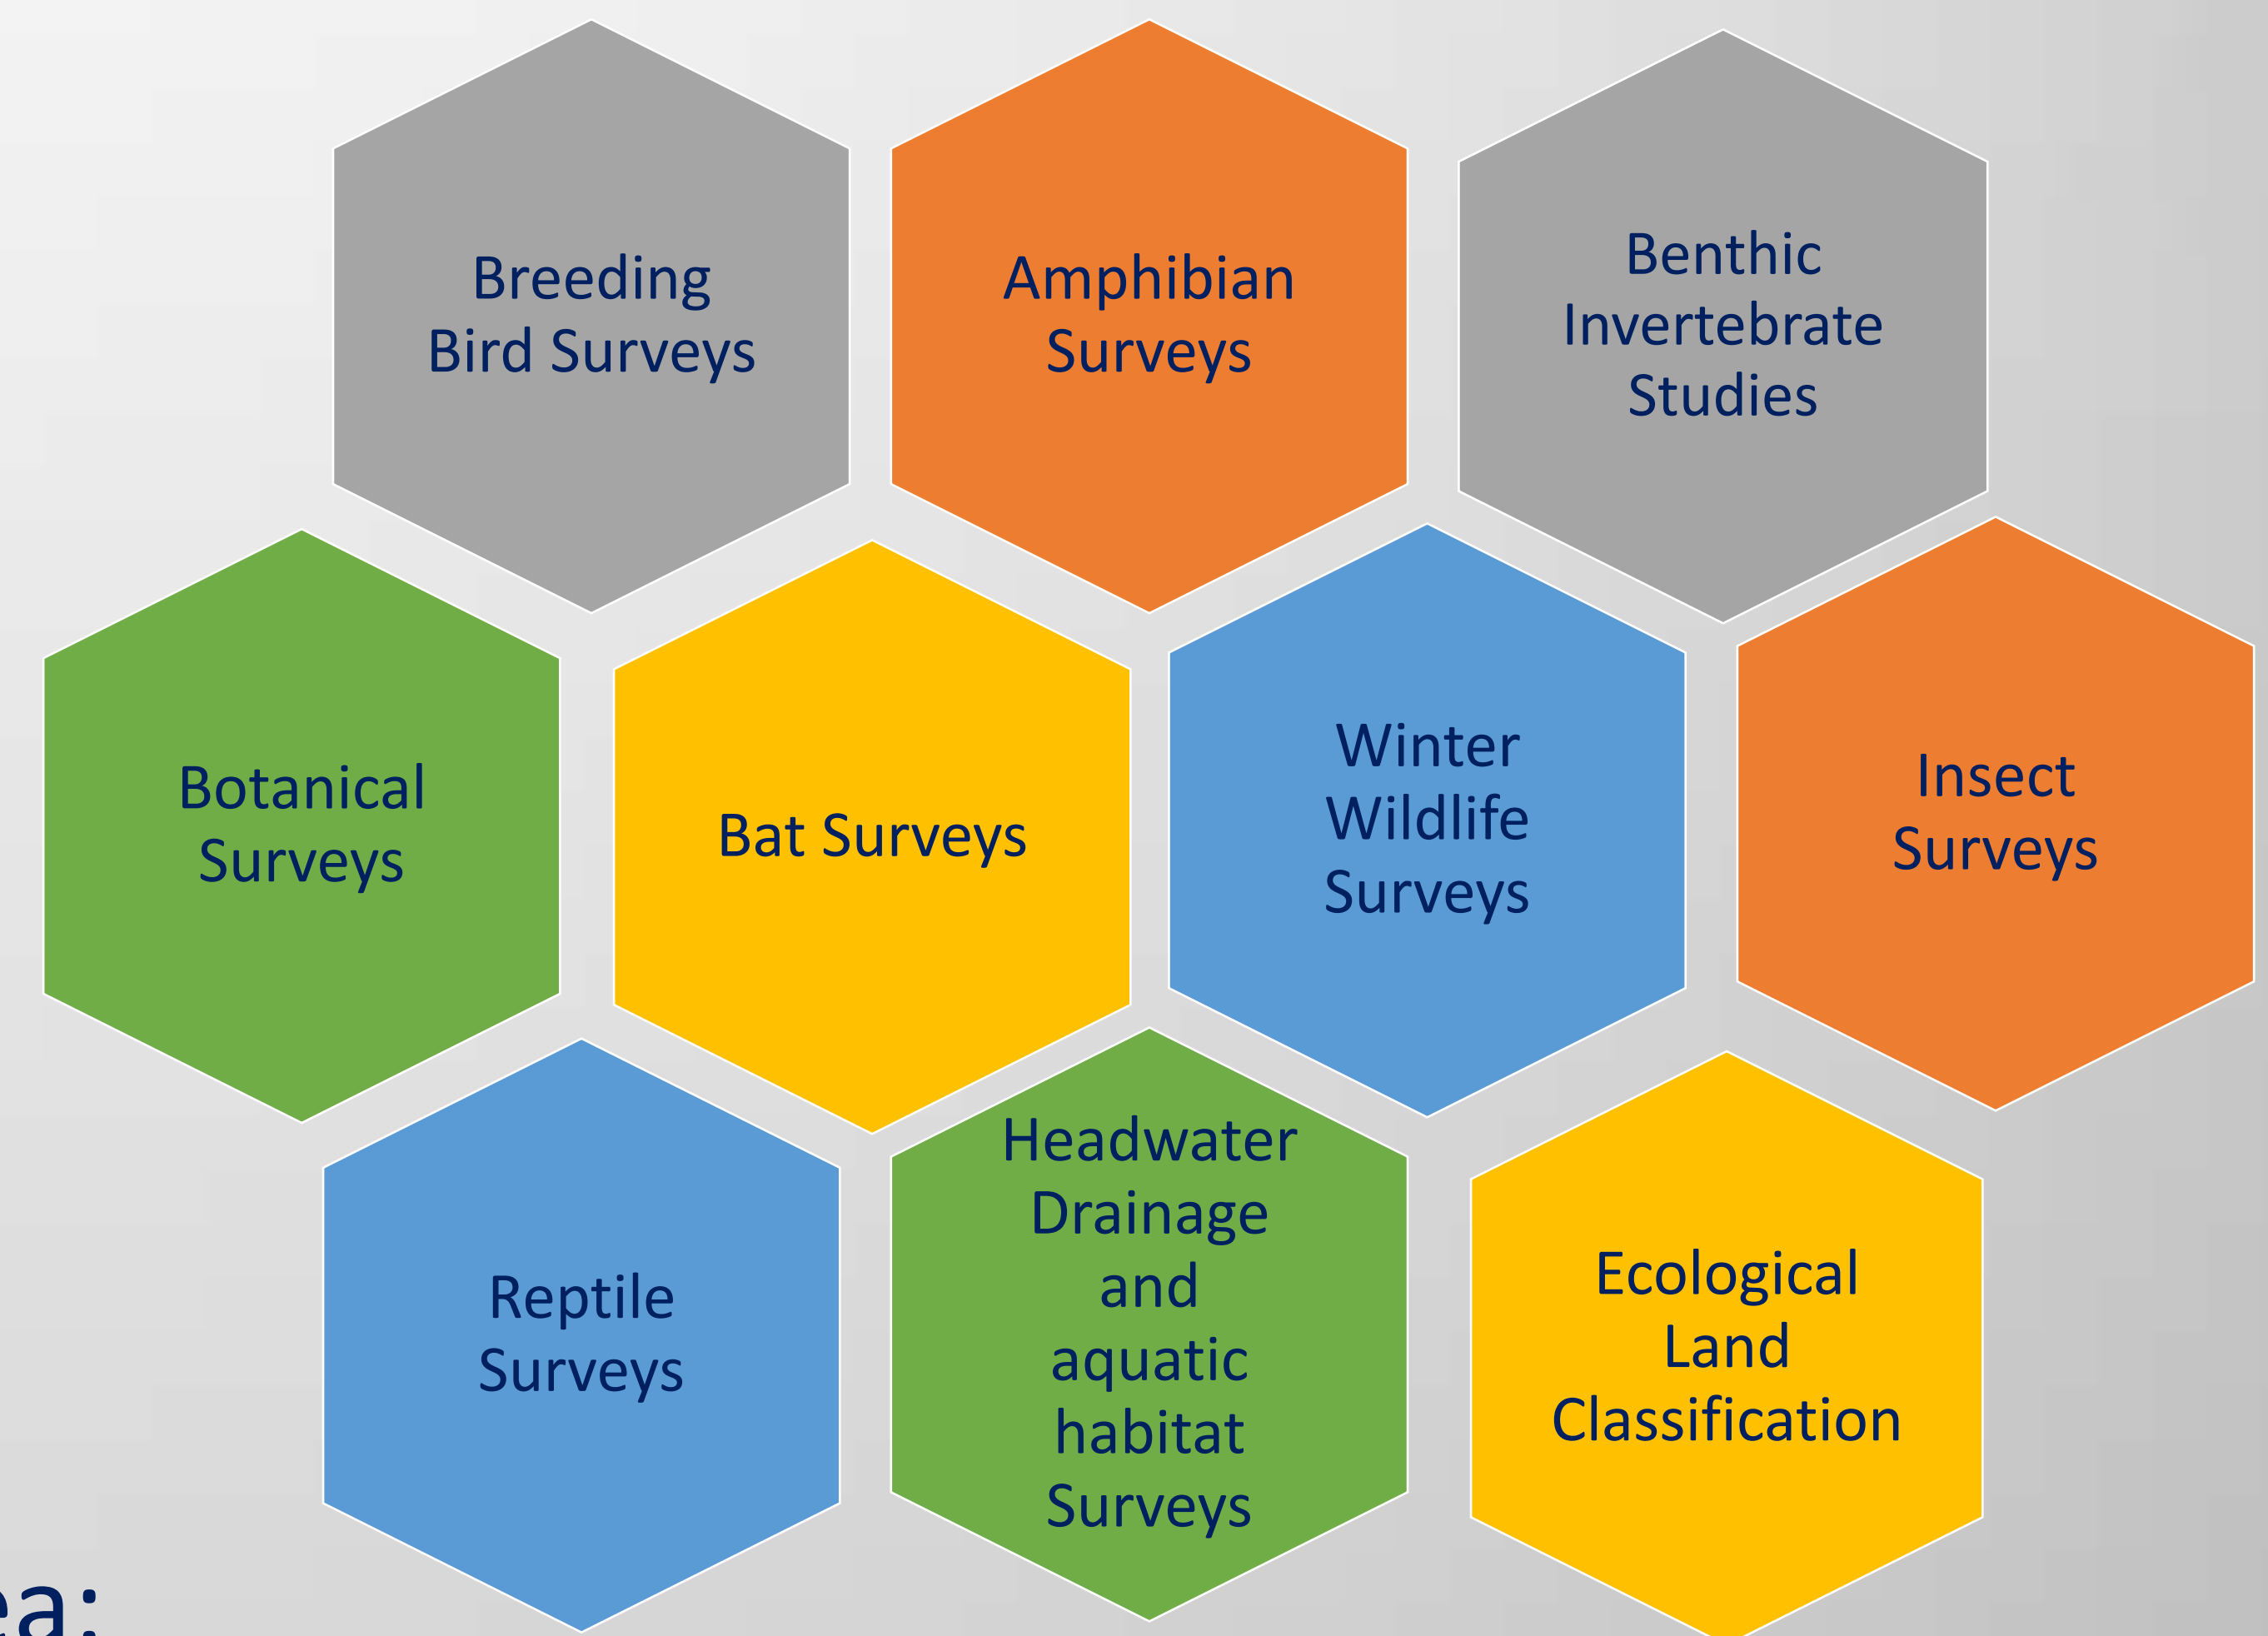 Breeding
Bird Surveys
Amphibian
Surveys
Benthic
Invertebrate
Studies
Botanical
Surveys
Bat Surveys
Winter
Wildlife
Surveys
Insect
Surveys
Reptile
Surveys
Headwater
Drainage
and
aquatic
habitat
Surveys
Ecological
Land
Classification